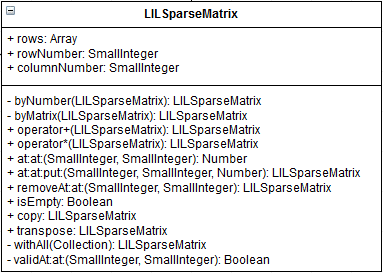 LILSparseMatrix
+ rows: Array
+ rowNumber: SmallInteger
+ columnNumber: SmallInteger
- byNumber(LILSparseMatrix): LILSparseMatrix
- byMatrix(LILSparseMatrix): LILSparseMatrix
+ operator+(LILSparseMatrix): LILSparseMatrix
+ operator*(LILSparseMatrix): LILSparseMatrix
+ at:at:(SmallInteger, SmallInteger): Number
+ at:at:put(SmallInteger, SmallInteger, Number): LILSparseMatrix
+ removeAt:at:(SmallInteger, SmallInteger): LILSparseMatrix
+ isEmpty: Boolean
+ copy: LILSparseMatrix
+ transpose: LILSparseMatrix
- withAll(Collection): LILSparseMatrix
- validAt:at:(SmallInteger, SmallInteger): Boolean